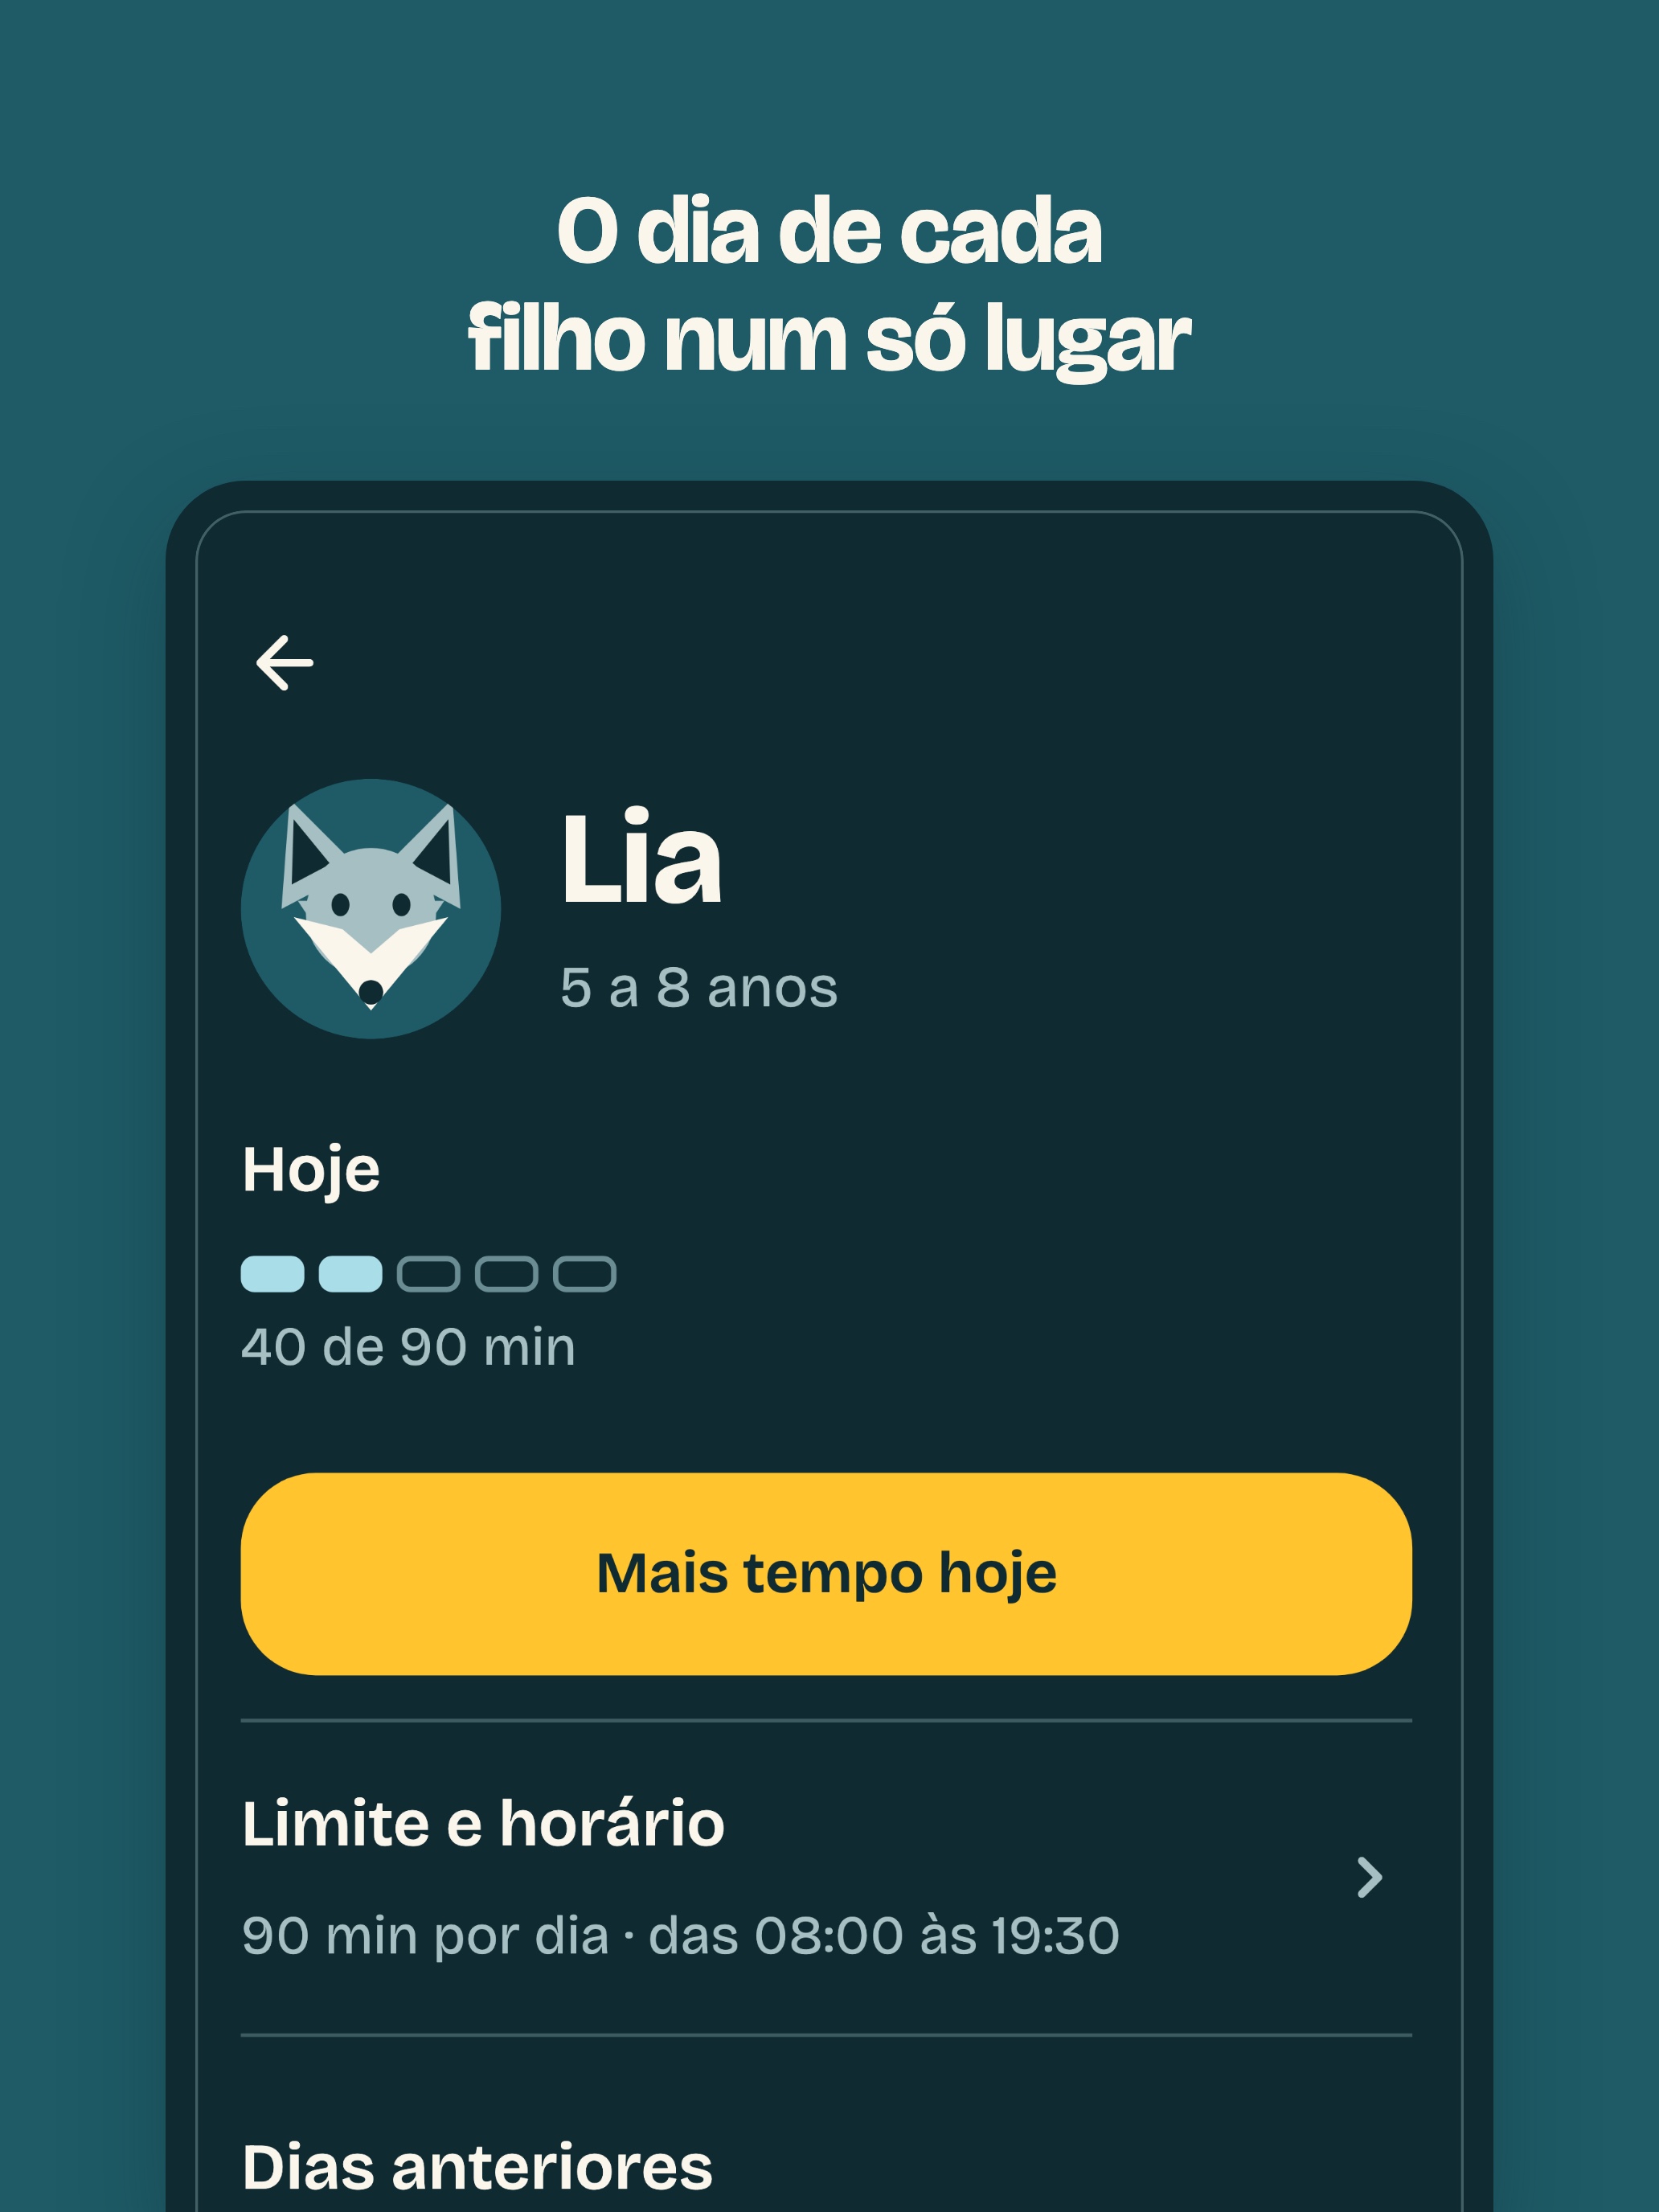 O dia de cada
filho num só lugar
Lia
5 a 8 anos
Hoje
40 de 90 min
Mais tempo hoje
Limite e horário
90 min por dia · das 08:00 às 19:30
Dias anteriores